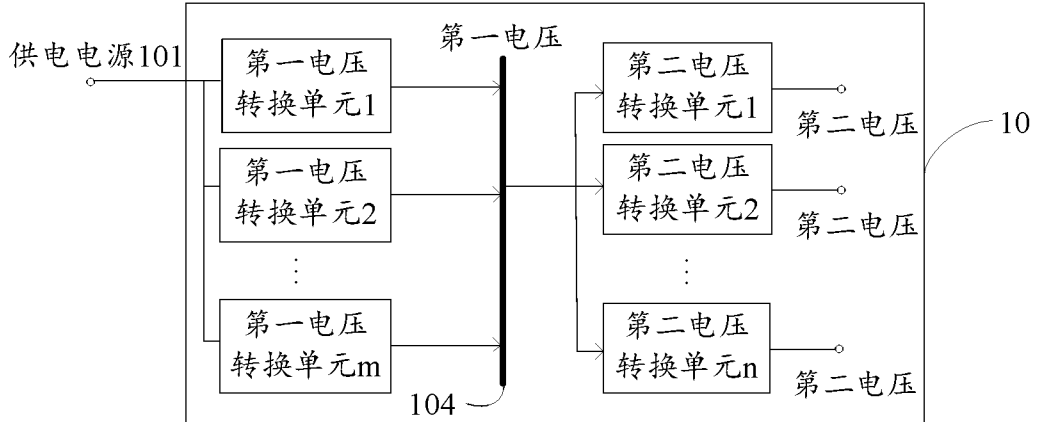 供电电源101
第一电压
转换单元1
第一电压
转换单元2
第一电压
转换单元m
第一电压
104
第二电压
转换单元1
第二电压
转换单元2
第二电压
转换单元n
第二电压
第二电压
第二电压
10